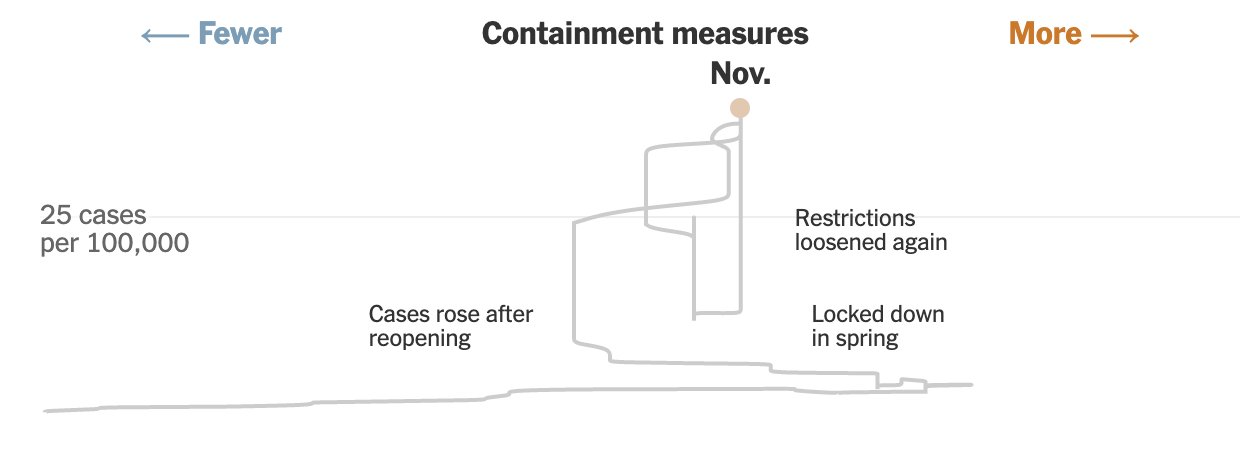 ← Fewer
Containment measures
More →
Nov.
25 cases
per 100,000
Restrictions
loosened again
Cases rose after
reopening
Locked down
in spring